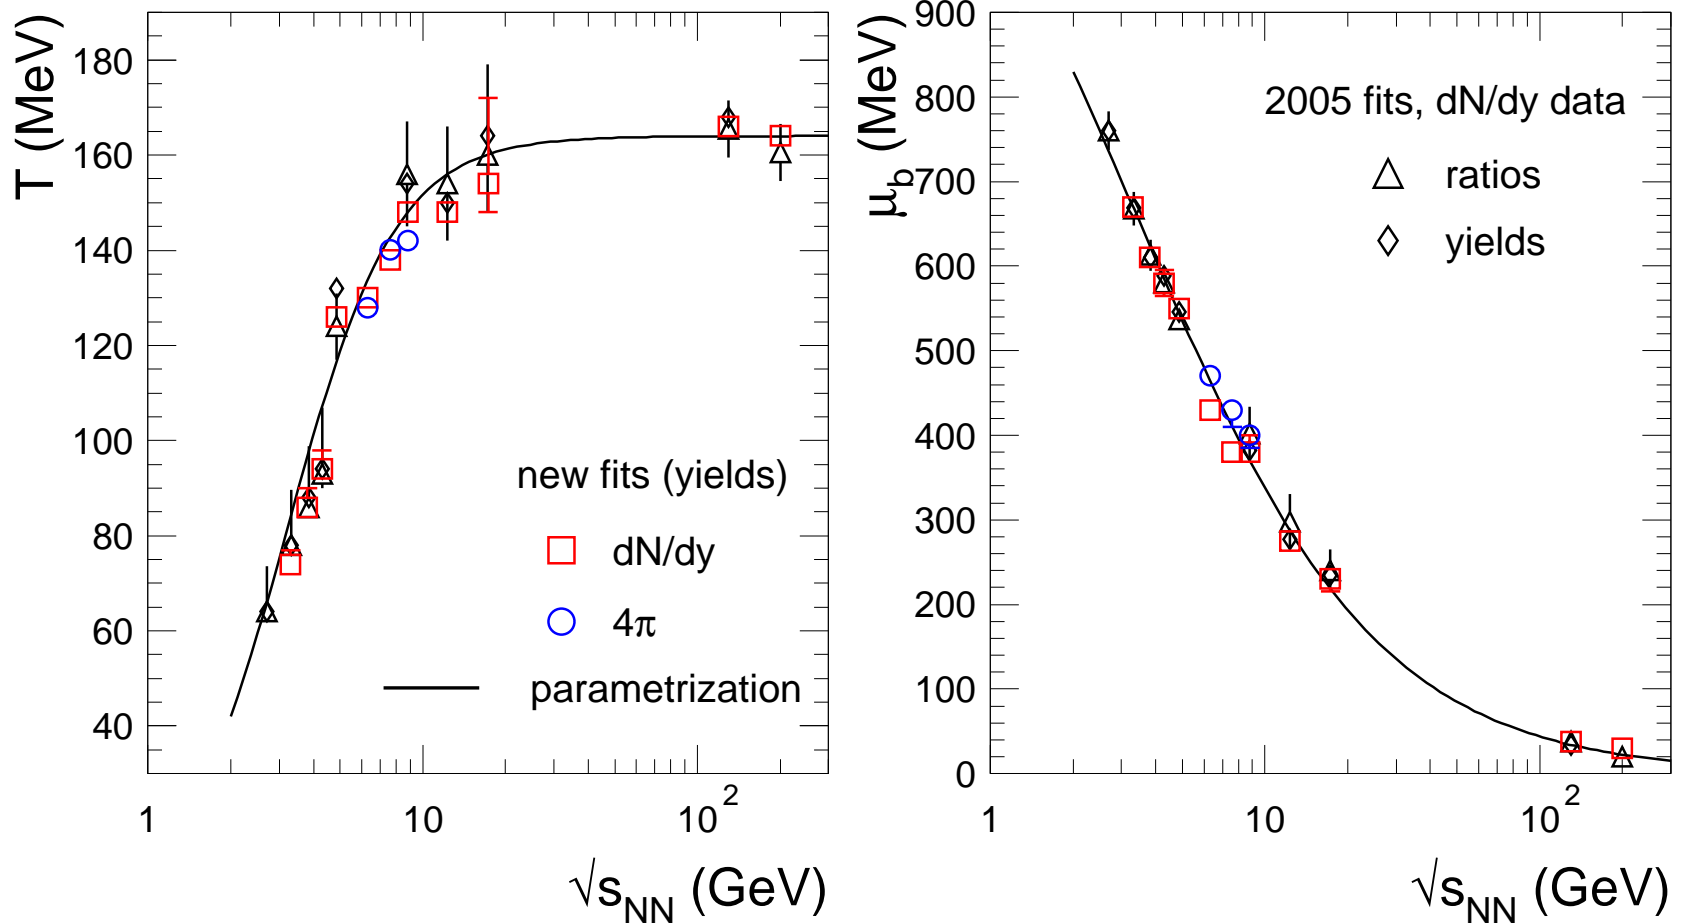 T (MeV)
180
160
140
120
100
80
60
40
new fits (yields)
dN/dy
4π
parametrization
1
10
10²
√s_NN (GeV)
μ_b (MeV)
900
800
700
600
500
400
300
200
100
0
2005 fits, dN/dy data
ratios
yields
1
10
10²
√s_NN (GeV)